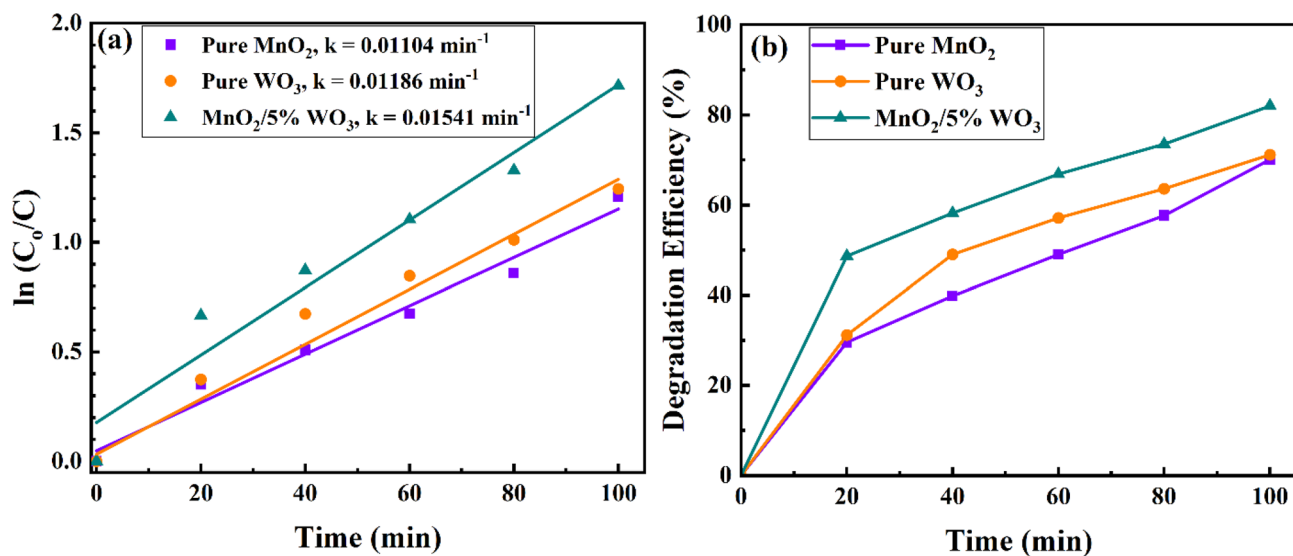 (a)
Pure MnO₂, k = 0.01104 min⁻¹
Pure WO₃, k = 0.01186 min⁻¹
MnO₂/5% WO₃, k = 0.01541 min⁻¹
2.0
1.5
1.0
0.5
0.0
ln (C₀/C)
0 20 40 60 80 100
Time (min)
(b)
Pure MnO₂
Pure WO₃
MnO₂/5% WO₃
100
80
60
40
20
0
Degradation Efficiency (%)
0 20 40 60 80 100
Time (min)